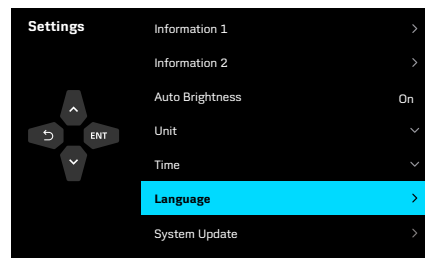 Settings
Information 1
Information 2
Auto Brightness On
ENT
Unit
Time
Language
System Update